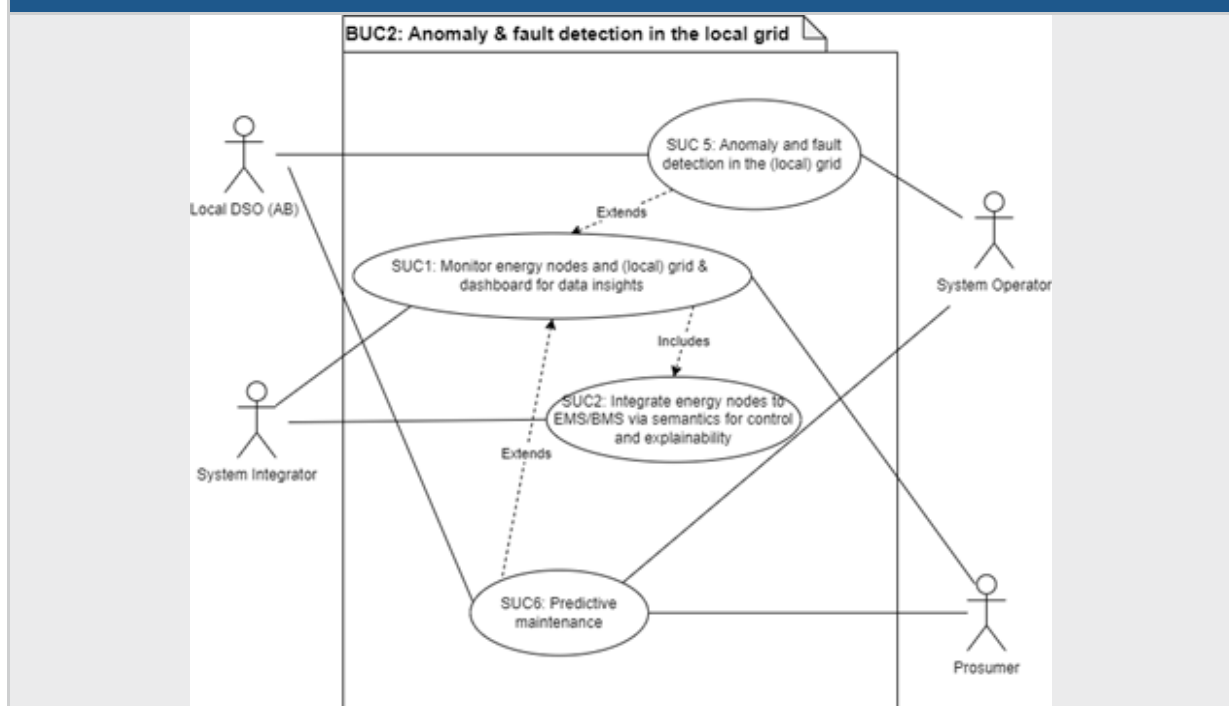 BUC2: Anomaly & fault detection in the local grid
SUC 5: Anomaly and fault
detection in the (local) grid
Local DSO (AB)
Extends
SUC1: Monitor energy nodes and (local) grid &
dashboard for data insights
System Operator
Includes
SUC2: Integrate energy nodes to
EMS/BMS via semantics for control
and explainability
Extends
System Integrator
SUC6: Predictive
maintenance
Prosumer